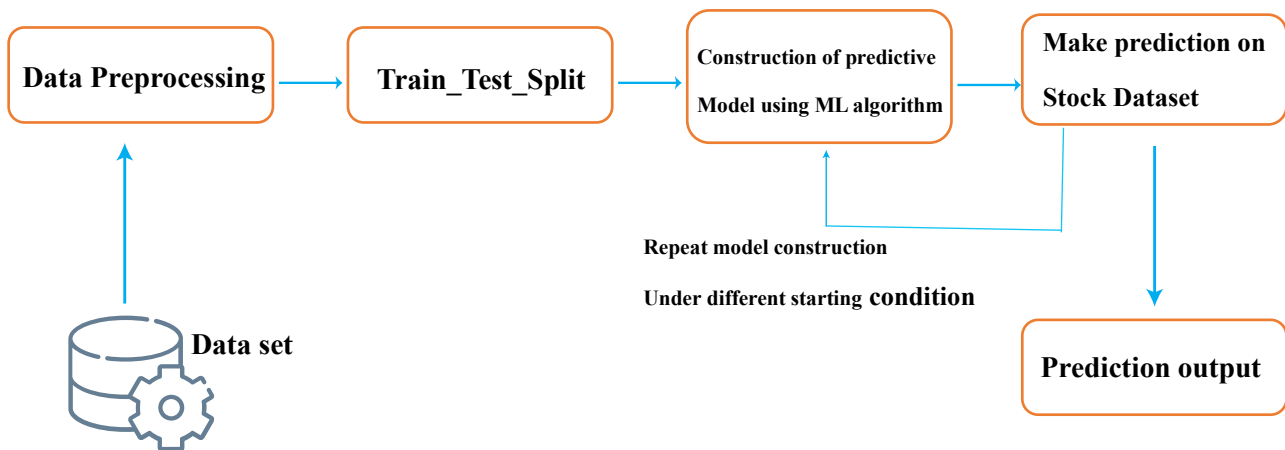 Data Preprocessing
Train_Test_Split
Construction of predictive
Model using ML algorithm
Make prediction on
Stock Dataset
Repeat model construction
Under different starting condition
Data set
Prediction output